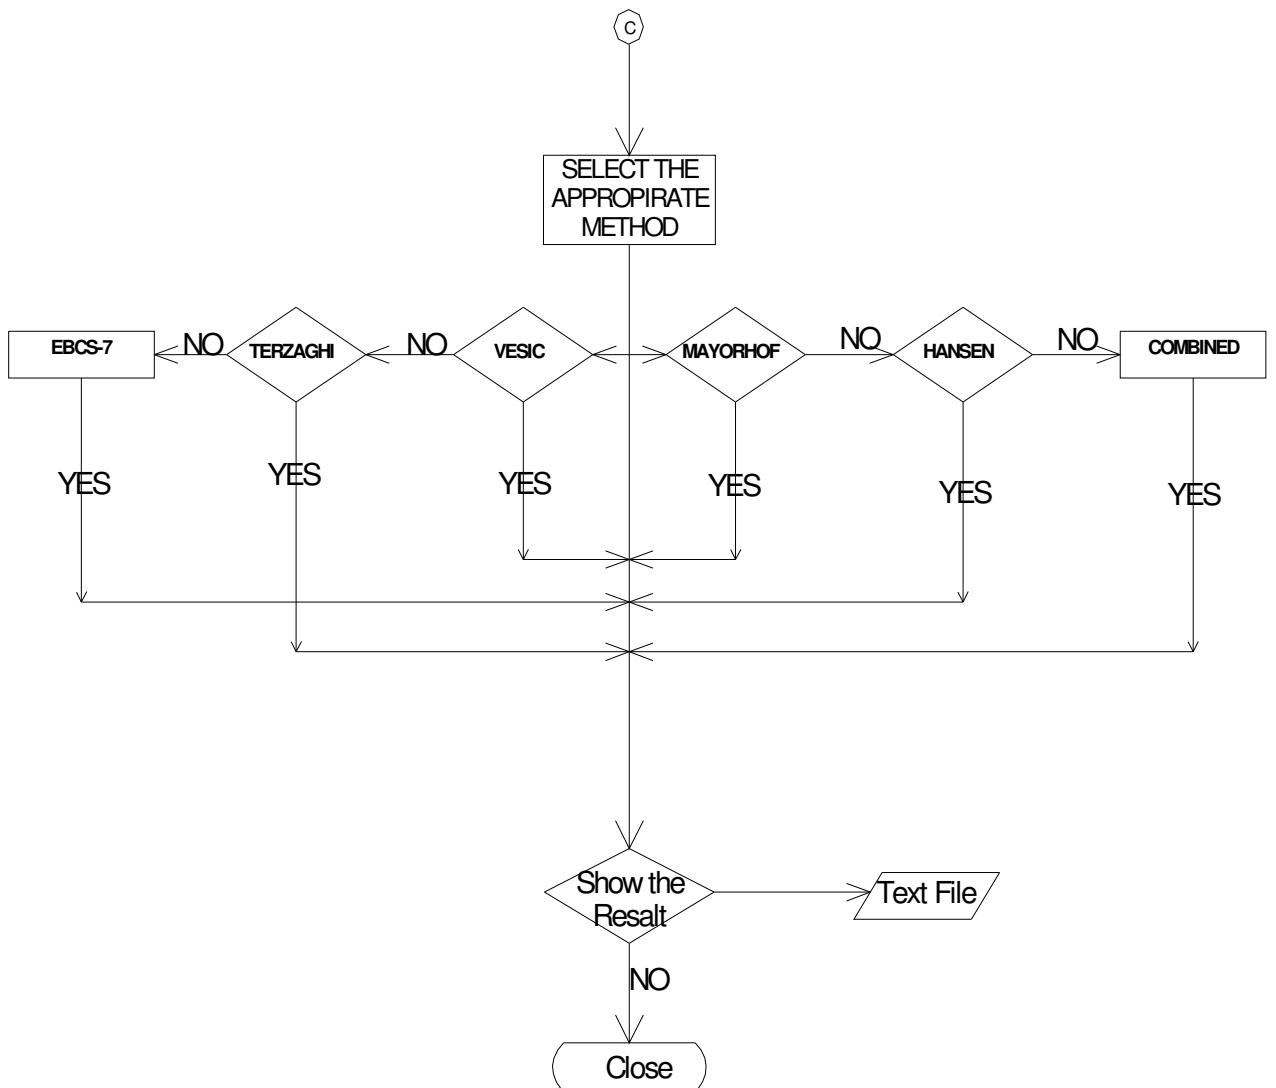 C
SELECT THE
APPROPIRATE
METHOD
EBCS-7
NO
TERZAGHI
NO
VESIC
MAYORHOF
NO
HANSEN
NO
COMBINED
YES
YES
YES
YES
YES
YES
Show the
Resalt
Text File
NO
Close